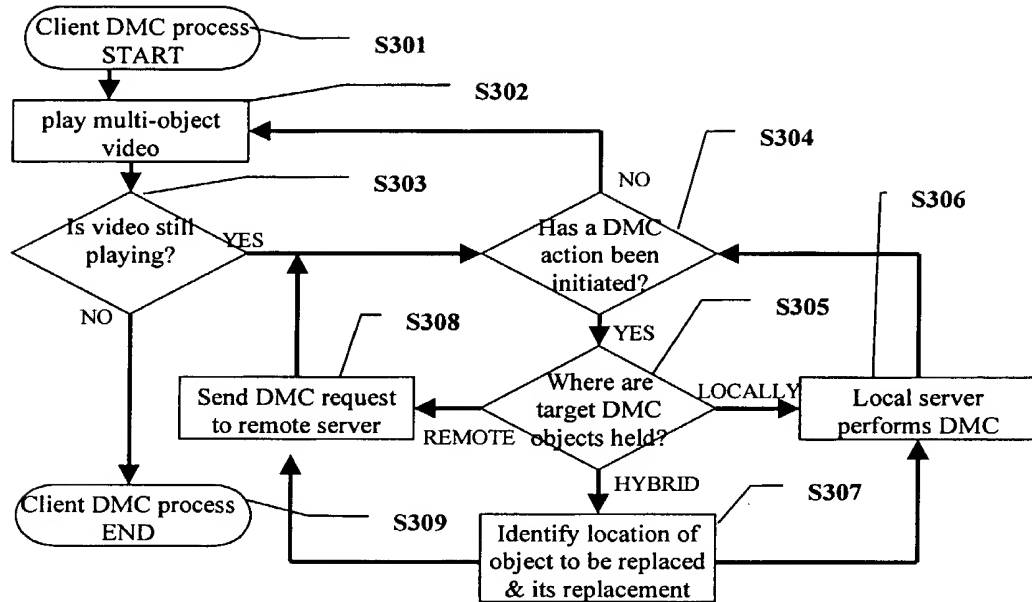 Client DMC process
START
S301
S302
play multi-object
video
S303
S304
NO
S306
Is video still
playing?
YES
Has a DMC
action been
initiated?
NO
S308
YES
S305
Send DMC request
to remote server
REMOTE
Where are
target DMC
objects held?
LOCALLY
Local server
performs DMC
HYBRID
S307
Client DMC process
END
S309
Identify location of
object to be replaced
& its replacement